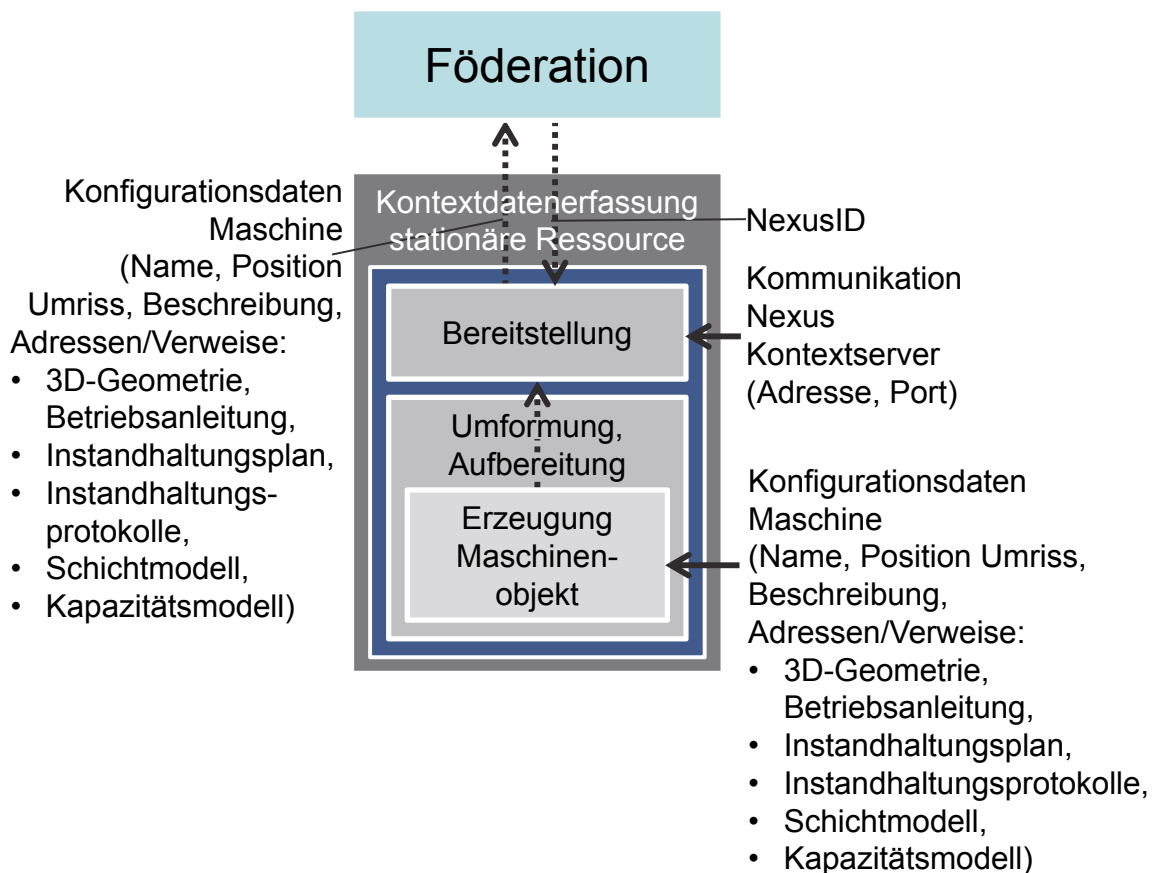 Föderation
Konfigurationsdaten
Maschine
(Name, Position
Umriss, Beschreibung,
Adressen/Verweise:
• 3D-Geometrie,
Betriebsanleitung,
• Instandhaltungsplan,
• Instandhaltungs-
protokolle,
• Schichtmodell,
• Kapazitätsmodell)
Kontextdatenerfassung
stationäre Ressource
Bereitstellung
Umformung,
Aufbereitung
Erzeugung
Maschinen-
objekt
NexusID
Kommunikation
Nexus
Kontextserver
(Adresse, Port)
Konfigurationsdaten
Maschine
(Name, Position Umriss,
Beschreibung,
Adressen/Verweise:
• 3D-Geometrie,
Betriebsanleitung,
• Instandhaltungsplan,
• Instandhaltungsprotokolle,
• Schichtmodell,
• Kapazitätsmodell)